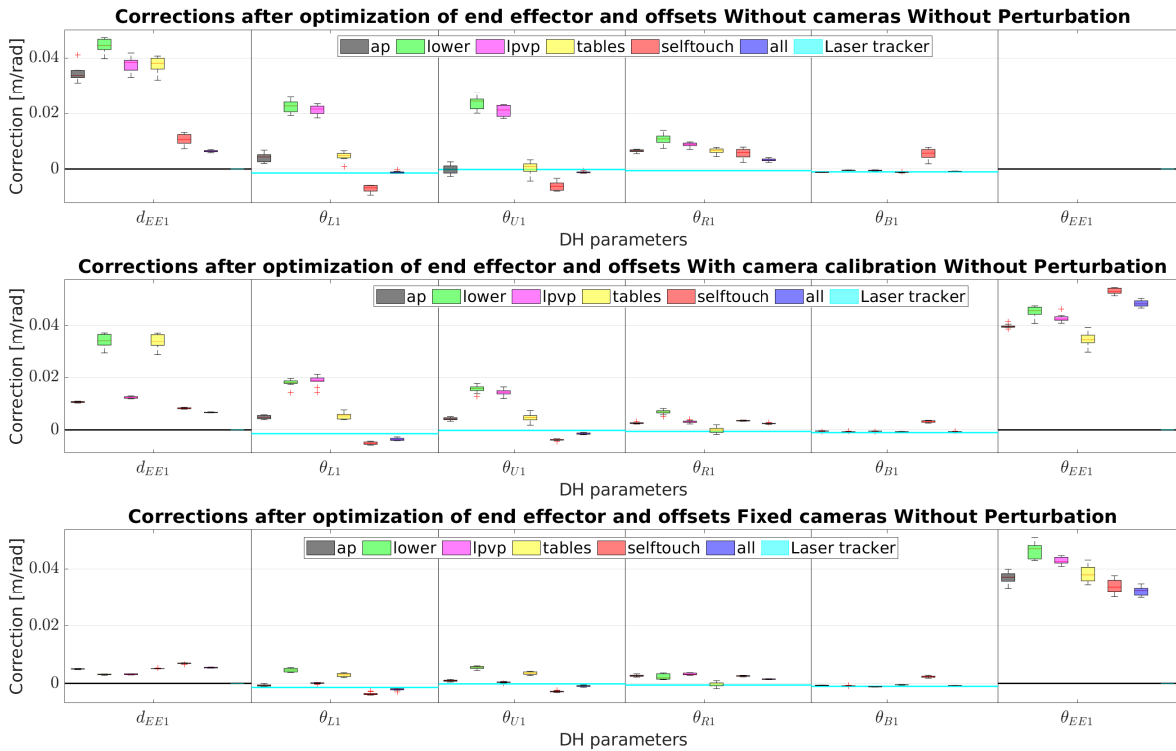 Corrections after optimization of end effector and offsets Without cameras Without Perturbation
ap lower lpvp tables selftouch all Laser tracker
Correction [m/rad]
0.04
0.02
0
d_{EE1} θ_{L1} θ_{U1} θ_{R1} θ_{B1} θ_{EE1}
DH parameters
Corrections after optimization of end effector and offsets With camera calibration Without Perturbation
ap lower lpvp tables selftouch all Laser tracker
Correction [m/rad]
0.04
0.02
0
d_{EE1} θ_{L1} θ_{U1} θ_{R1} θ_{B1} θ_{EE1}
DH parameters
Corrections after optimization of end effector and offsets Fixed cameras Without Perturbation
ap lower lpvp tables selftouch all Laser tracker
Correction [m/rad]
0.04
0.02
0
d_{EE1} θ_{L1} θ_{U1} θ_{R1} θ_{B1} θ_{EE1}
DH parameters